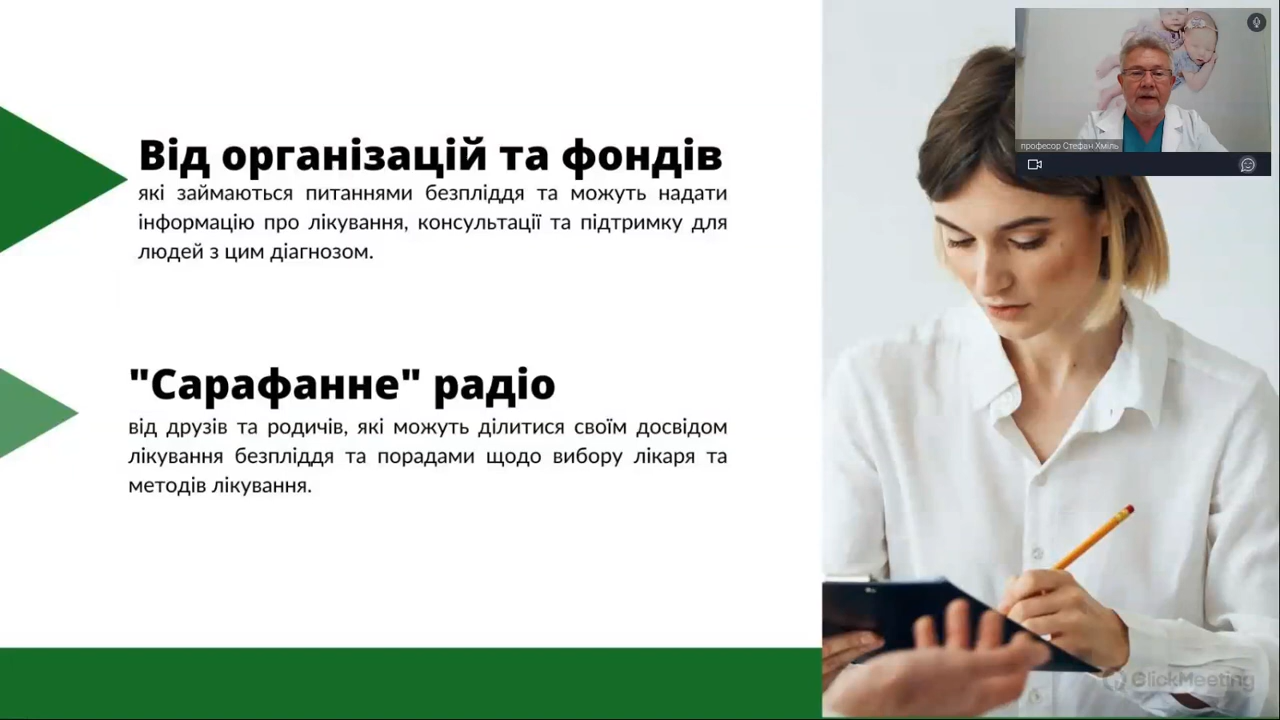 Від організацій та фондів
які займаються питаннями безпліддя та можуть надати
інформацію про лікування, консультації та підтримку для
людей з цим діагнозом.
"Сарафанне" радіо
від друзів та родичів, які можуть ділитися своїм досвідом
лікування безпліддя та порадами щодо вибору лікаря та
методів лікування.
професор Стефан Хміль
ClickMeeting